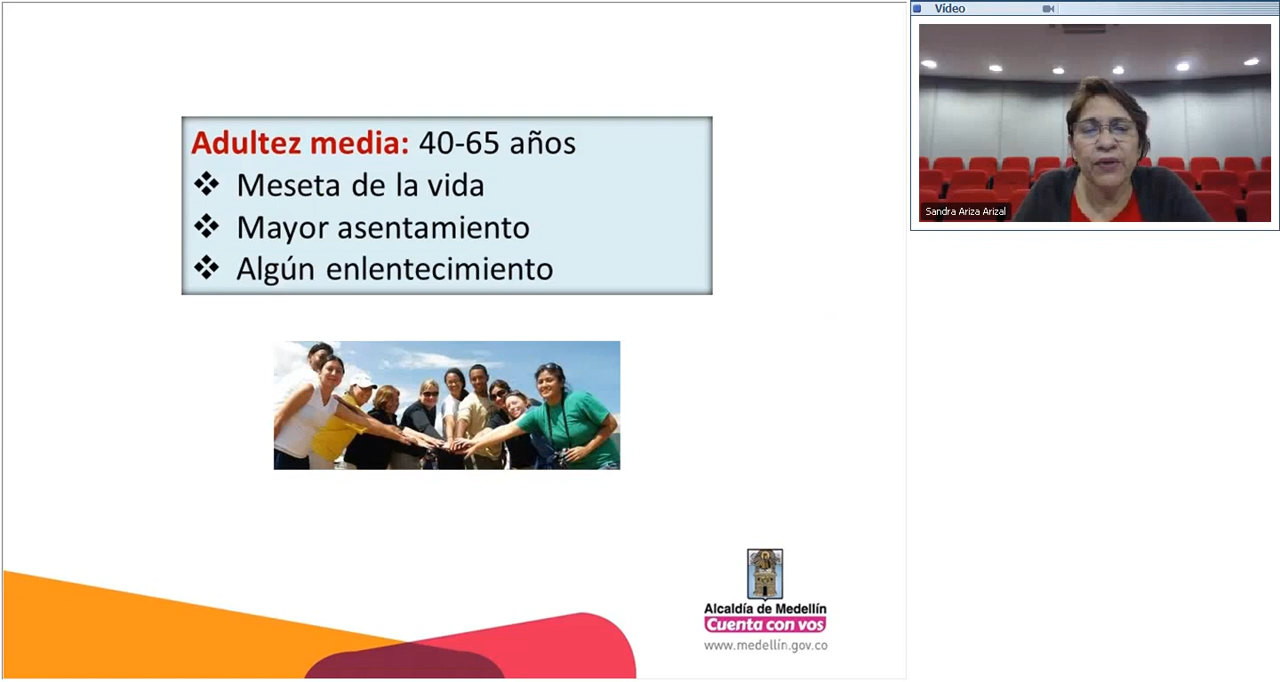 Adultez media: 40-65 años
❖ Meseta de la vida
❖ Mayor asentamiento
❖ Algún enlentecimiento
Alcaldía de Medellín
Cuenta con vos
www.medellin.gov.co
Vídeo
Sandra Ariza Arizal